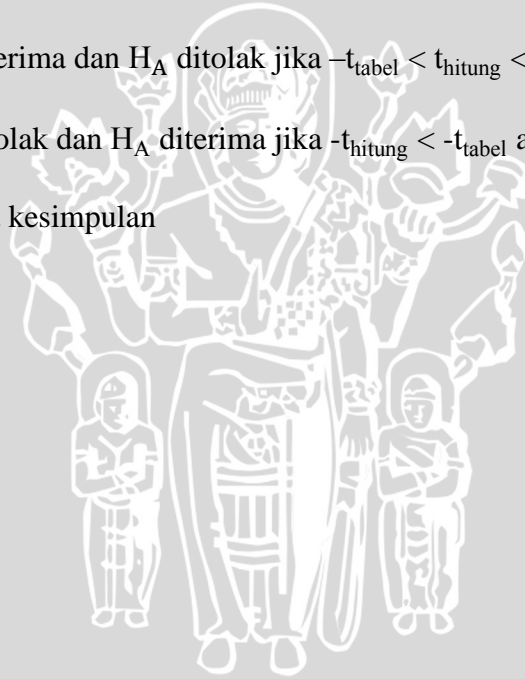 erima dan H_A ditolak jika –t_tabel < t_hitung <
olak dan H_A diterima jika -t_hitung < -t_tabel a
kesimpulan